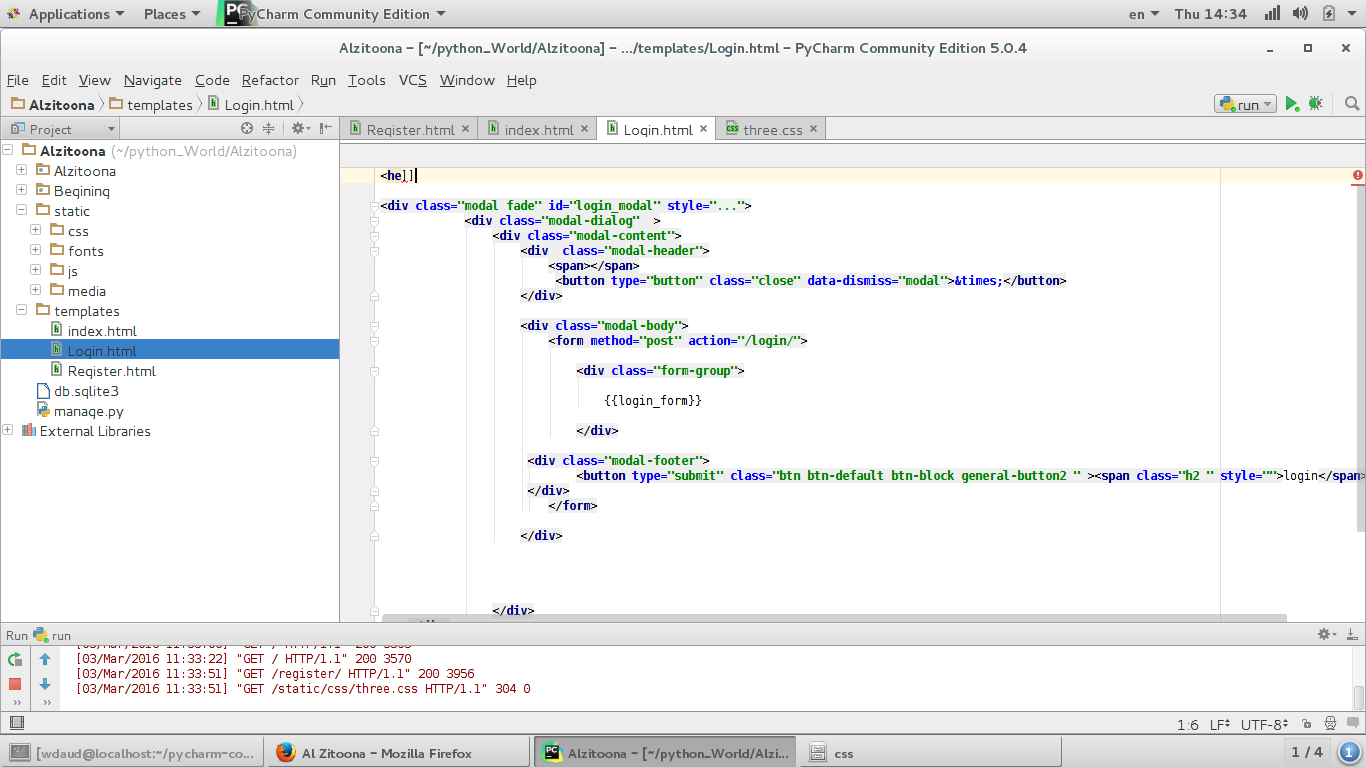 Applications Places PyCharm Community Edition en Thu 14:34
Alzitoona – [~/python_World/Alzitoona] – .../templates/Login.html – PyCharm Community Edition 5.0.4
File Edit View Navigate Code Refactor Run Tools VCS Window Help
Alzitoona templates Login.html run
Project Register.html index.html Login.html three.css
Alzitoona (~/python_World/Alzitoona)
Alzitoona
Begining
static
css
fonts
js
media
templates
index.html
Login.html
Register.html
db.sqlite3
manage.py
External Libraries
<he]]
<div class="modal fade" id="login_modal" style="...">
<div class="modal-dialog"  >
<div class="modal-content">
<div  class="modal-header">
<span></span>
<button type="button" class="close" data-dismiss="modal">&times;</button>
</div>
<div class="modal-body">
<form method="post" action="/login/">
<div class="form-group">
{{login_form}}
</div>
<div class="modal-footer">
<button type="submit" class="btn btn-default btn-block general-button2 " ><span class="h2 " style="">login</span>
</div>
</form>
</div>
</div>
Run run
[03/Mar/2016 11:33:22] "GET / HTTP/1.1" 200 3570
[03/Mar/2016 11:33:51] "GET /register/ HTTP/1.1" 200 3956
[03/Mar/2016 11:33:51] "GET /static/css/three.css HTTP/1.1" 304 0
1:6 LF UTF-8
[wdaud@localhost:~/pycharm-co... Al Zitoona – Mozilla Firefox Alzitoona – [~/python_World/Alzi... css 1 / 4 1